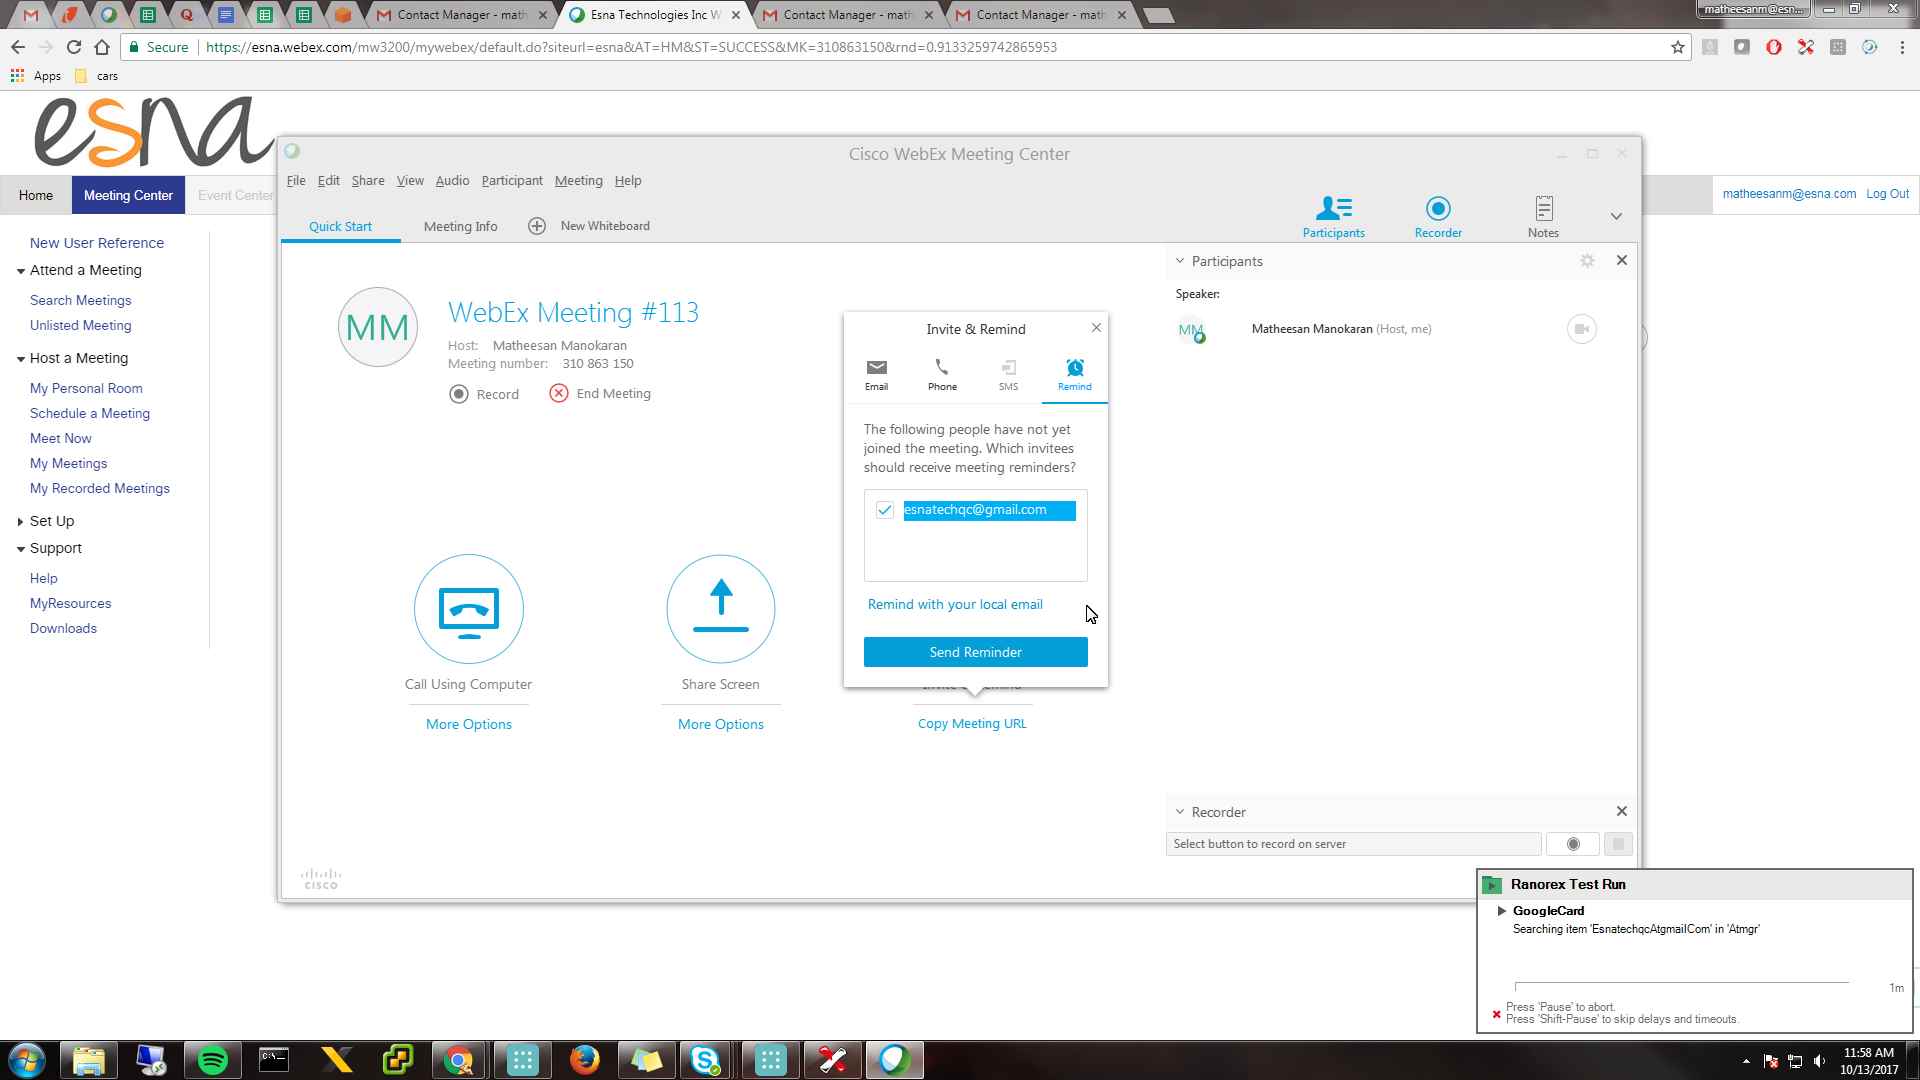 Contact Manager - math
Esna Technologies Inc W
Contact Manager - math
Contact Manager - math
matheesanm@esn...
Secure
https://esna.webex.com/mw3200/mywebex/default.do?siteurl=esna&AT=HM&ST=SUCCESS&MK=310863150&rnd=0.9133259742865953
Apps
cars
esna
Home
Meeting Center
Event Center
matheesanm@esna.com
Log Out
New User Reference
Attend a Meeting
Search Meetings
Unlisted Meeting
Host a Meeting
My Personal Room
Schedule a Meeting
Meet Now
My Meetings
My Recorded Meetings
Set Up
Support
Help
MyResources
Downloads
Cisco WebEx Meeting Center
File Edit Share View Audio Participant Meeting Help
Quick Start
Meeting Info
New Whiteboard
Participants
Recorder
Notes
MM
WebEx Meeting #113
Host: Matheesan Manokaran
Meeting number: 310 863 150
Record
End Meeting
Call Using Computer
More Options
Share Screen
More Options
Copy Meeting URL
Invite & Remind
Email
Phone
SMS
Remind
The following people have not yet
joined the meeting. Which invitees
should receive meeting reminders?
esnatechqc@gmail.com
Remind with your local email
Send Reminder
Participants
Speaker:
MM
Matheesan Manokaran (Host, me)
Recorder
Select button to record on server
CISCO
Ranorex Test Run
GoogleCard
Searching item 'EsnatechqcAtgmailCom' in 'Atmgr'
1m
Press 'Pause' to abort.
Press 'Shift-Pause' to skip delays and timeouts.
11:58 AM
10/13/2017